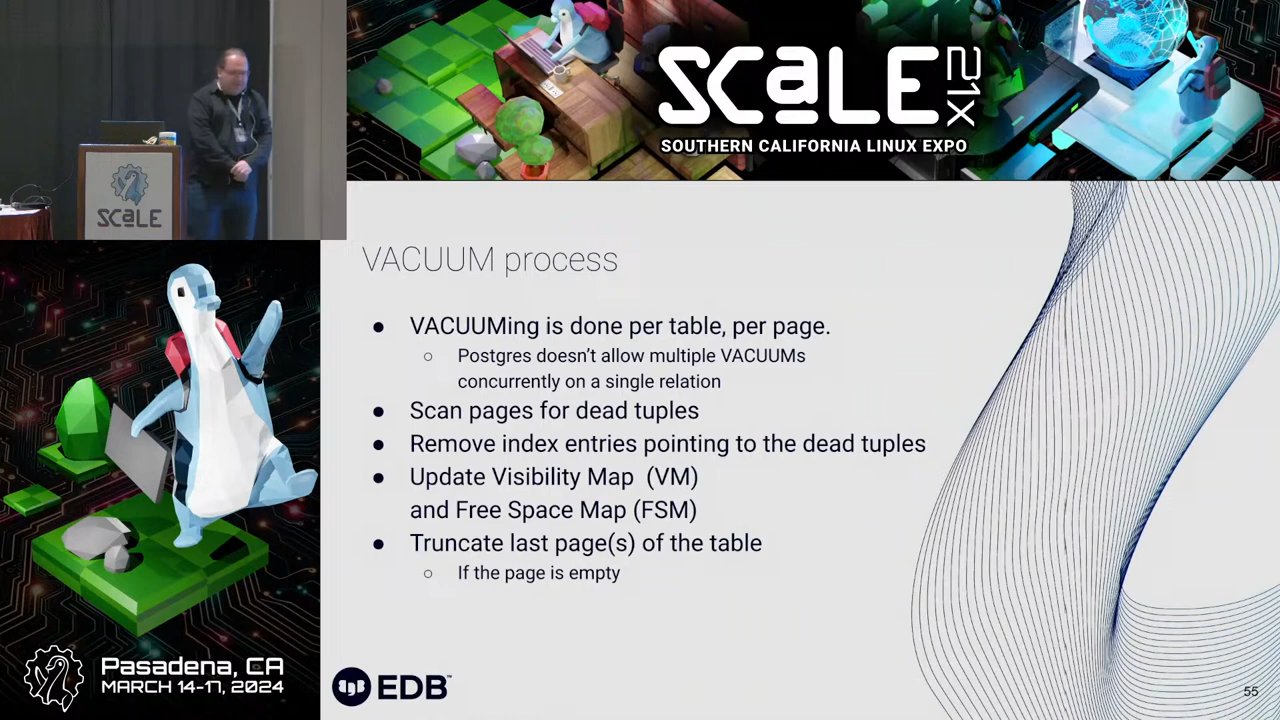 SCALE
SCALE
21X
SOUTHERN CALIFORNIA LINUX EXPO
VACUUM process
● VACUUMing is done per table, per page.
○ Postgres doesn’t allow multiple VACUUMs
concurrently on a single relation
● Scan pages for dead tuples
● Remove index entries pointing to the dead tuples
● Update Visibility Map (VM)
and Free Space Map (FSM)
● Truncate last page(s) of the table
○ If the page is empty
Pasadena, CA
MARCH 14-17, 2024
EDB™
55